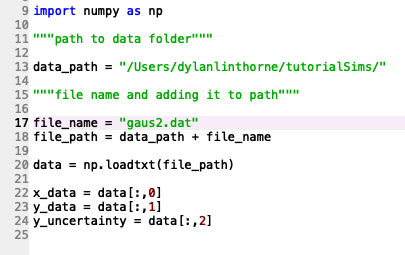 9 import numpy as np
10
11 """path to data folder"""
12
13 data_path = "/Users/dylanlinthorne/tutorialSims/"
14
15 """file name and adding it to path"""
16
17 file_name = "gaus2.dat"
18 file_path = data_path + file_name
19
20 data = np.loadtxt(file_path)
21
22 x_data = data[:,0]
23 y_data = data[:,1]
24 y_uncertainty = data[:,2]
25